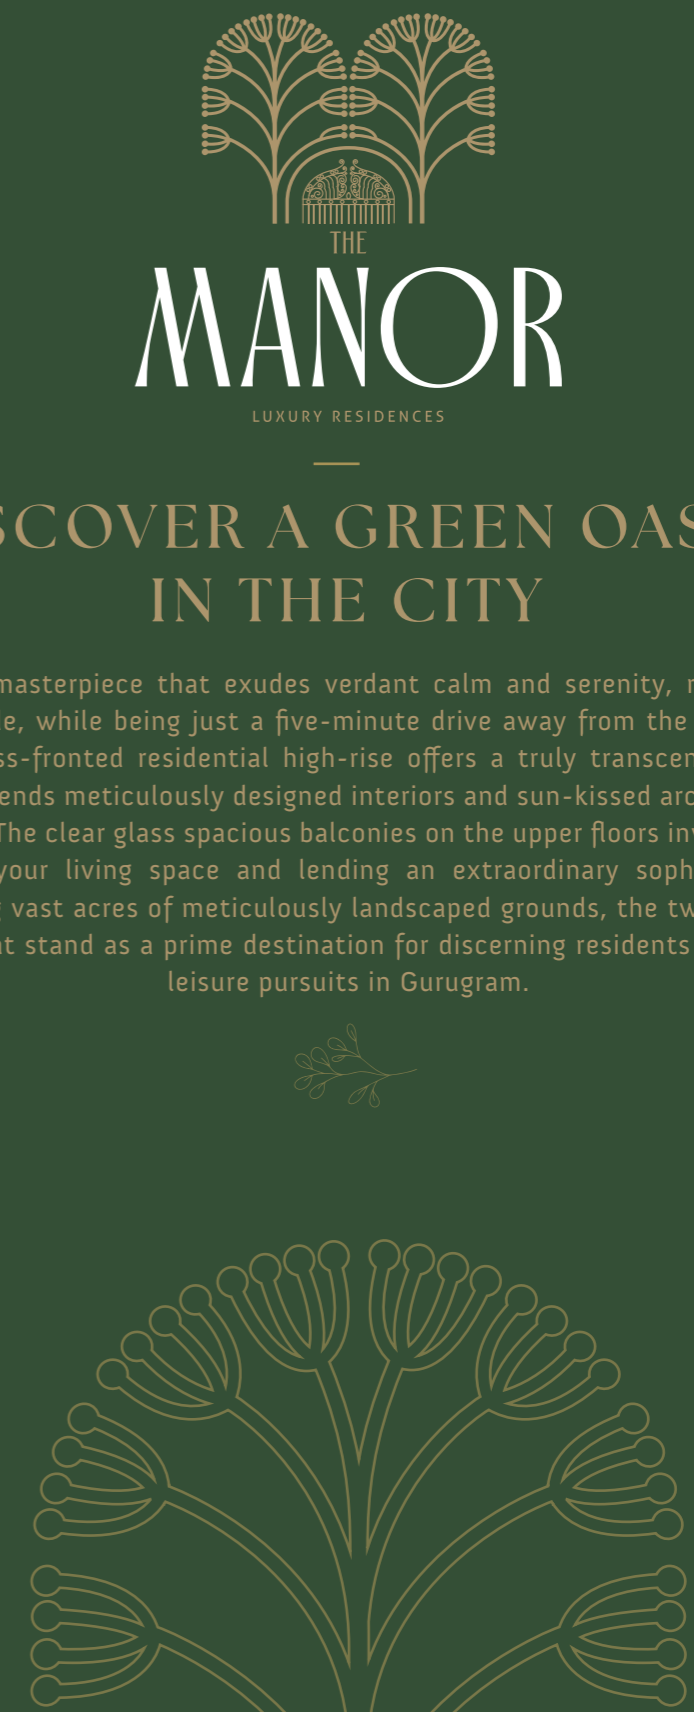 THE
MANOR
LUXURY RESIDENCES
SCOVER A GREEN OAS
IN THE CITY
masterpiece that exudes verdant calm and serenity,
e, while being just a five-minute drive away from the
ss-fronted residential high-rise offers a truly transcen
ends meticulously designed interiors and sun-kissed arc
The clear glass spacious balconies on the upper floors inv
your living space and lending an extraordinary soph
vast acres of meticulously landscaped grounds, the tw
at stand as a prime destination for discerning residents
leisure pursuits in Gurugram.